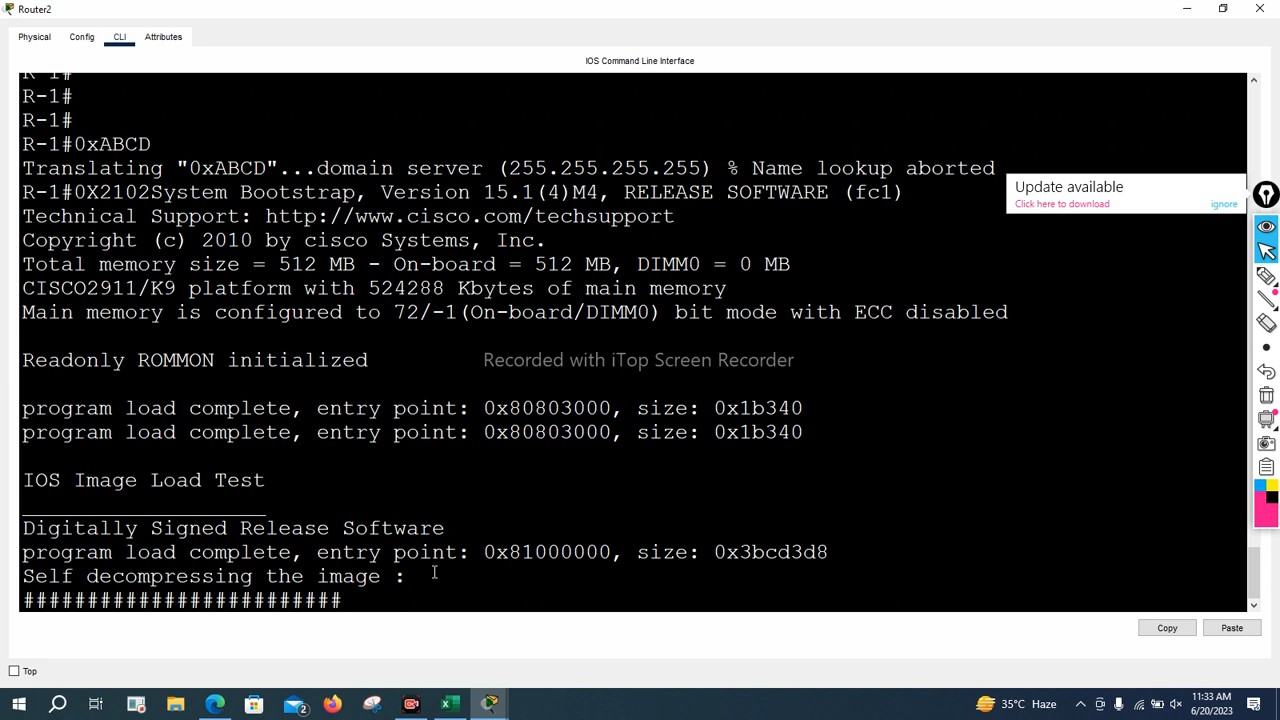 Router2
Physical Config CLI Attributes
IOS Command Line Interface
R-1#
R-1#
R-1#
R-1#0xABCD
Translating "0xABCD"...domain server (255.255.255.255) % Name lookup aborted
R-1#0X2102System Bootstrap, Version 15.1(4)M4, RELEASE SOFTWARE (fc1)
Technical Support: http://www.cisco.com/techsupport
Copyright (c) 2010 by cisco Systems, Inc.
Total memory size = 512 MB - On-board = 512 MB, DIMM0 = 0 MB
CISCO2911/K9 platform with 524288 Kbytes of main memory
Main memory is configured to 72/-1(On-board/DIMM0) bit mode with ECC disabled
Update available
Click here to download ignore
Readonly ROMMON initialized
Recorded with iTop Screen Recorder
program load complete, entry point: 0x80803000, size: 0x1b340
program load complete, entry point: 0x80803000, size: 0x1b340
IOS Image Load Test
___________________
Digitally Signed Release Software
program load complete, entry point: 0x81000000, size: 0x3bcd3d8
Self decompressing the image :
#########################
Copy Paste
Top
2
35°C Haze
11:33 AM
6/20/2023